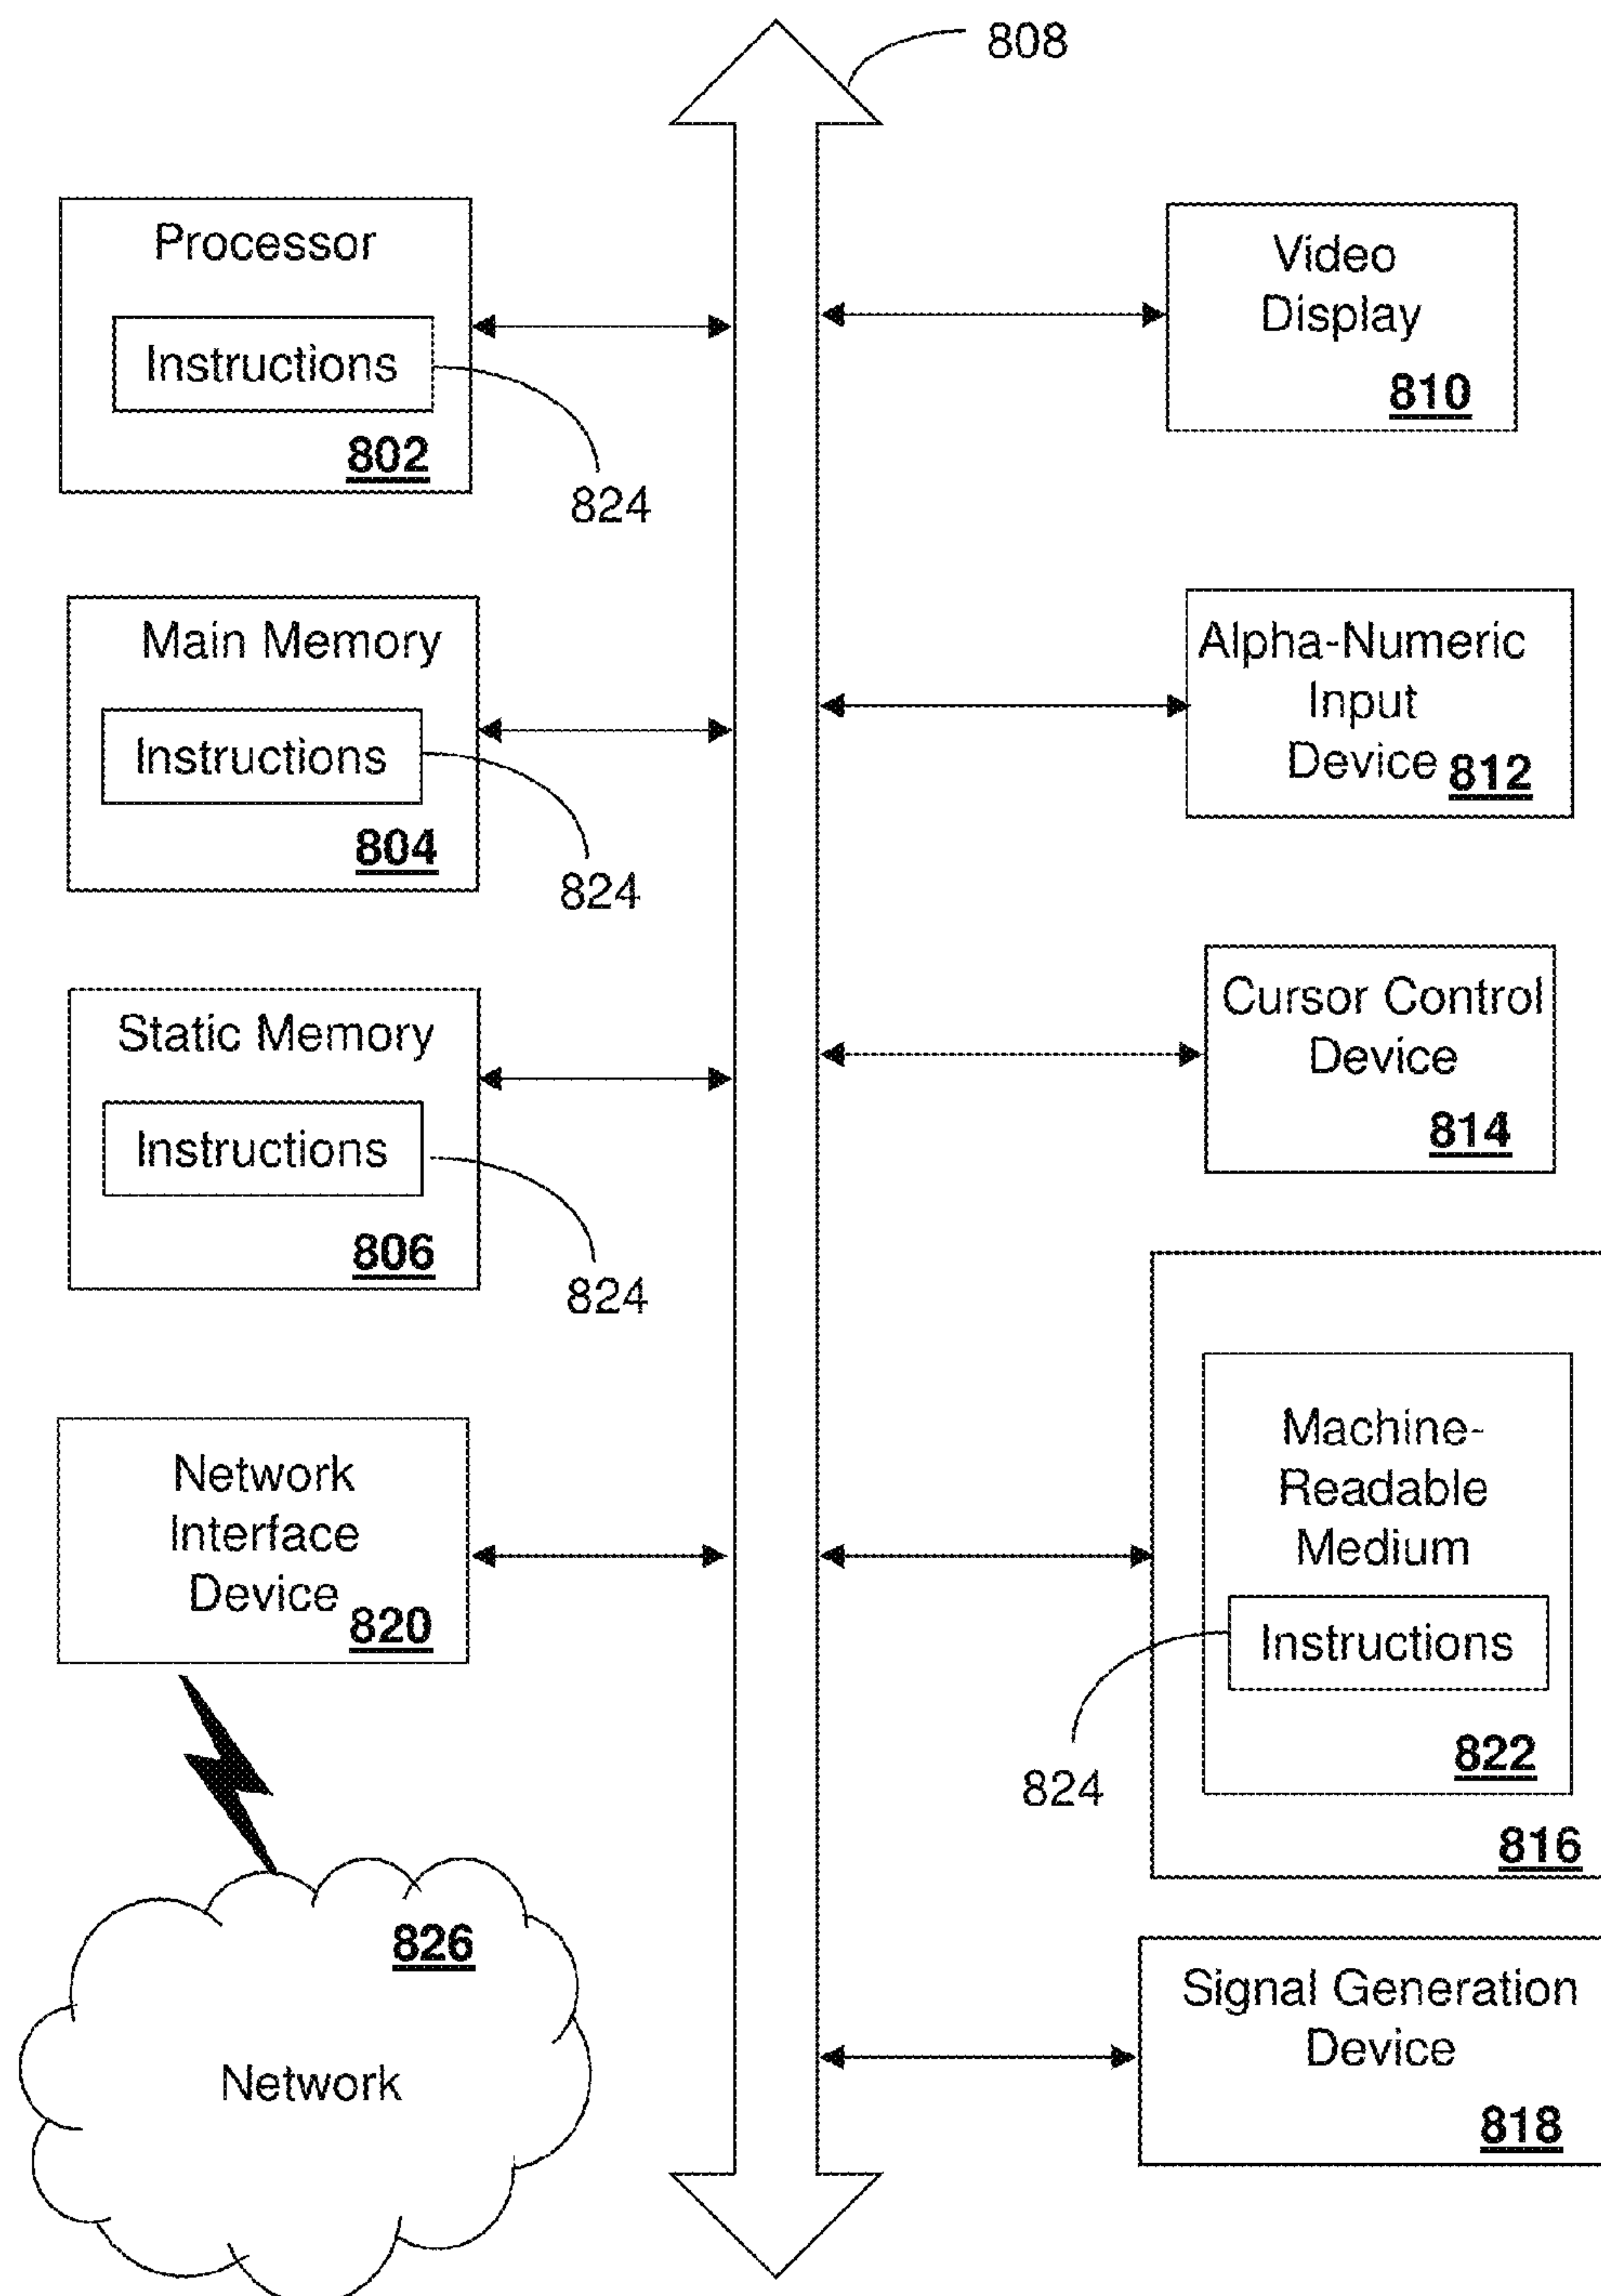 808
Processor
Instructions
802
824
Video
Display
810
Main Memory
Instructions
804
824
Alpha-Numeric
Input
Device 812
Static Memory
Instructions
806
824
Cursor Control
Device
814
Network
Interface
Device 820
Machine-
Readable
Medium
Instructions
822
824
816
826
Network
Signal Generation
Device
818